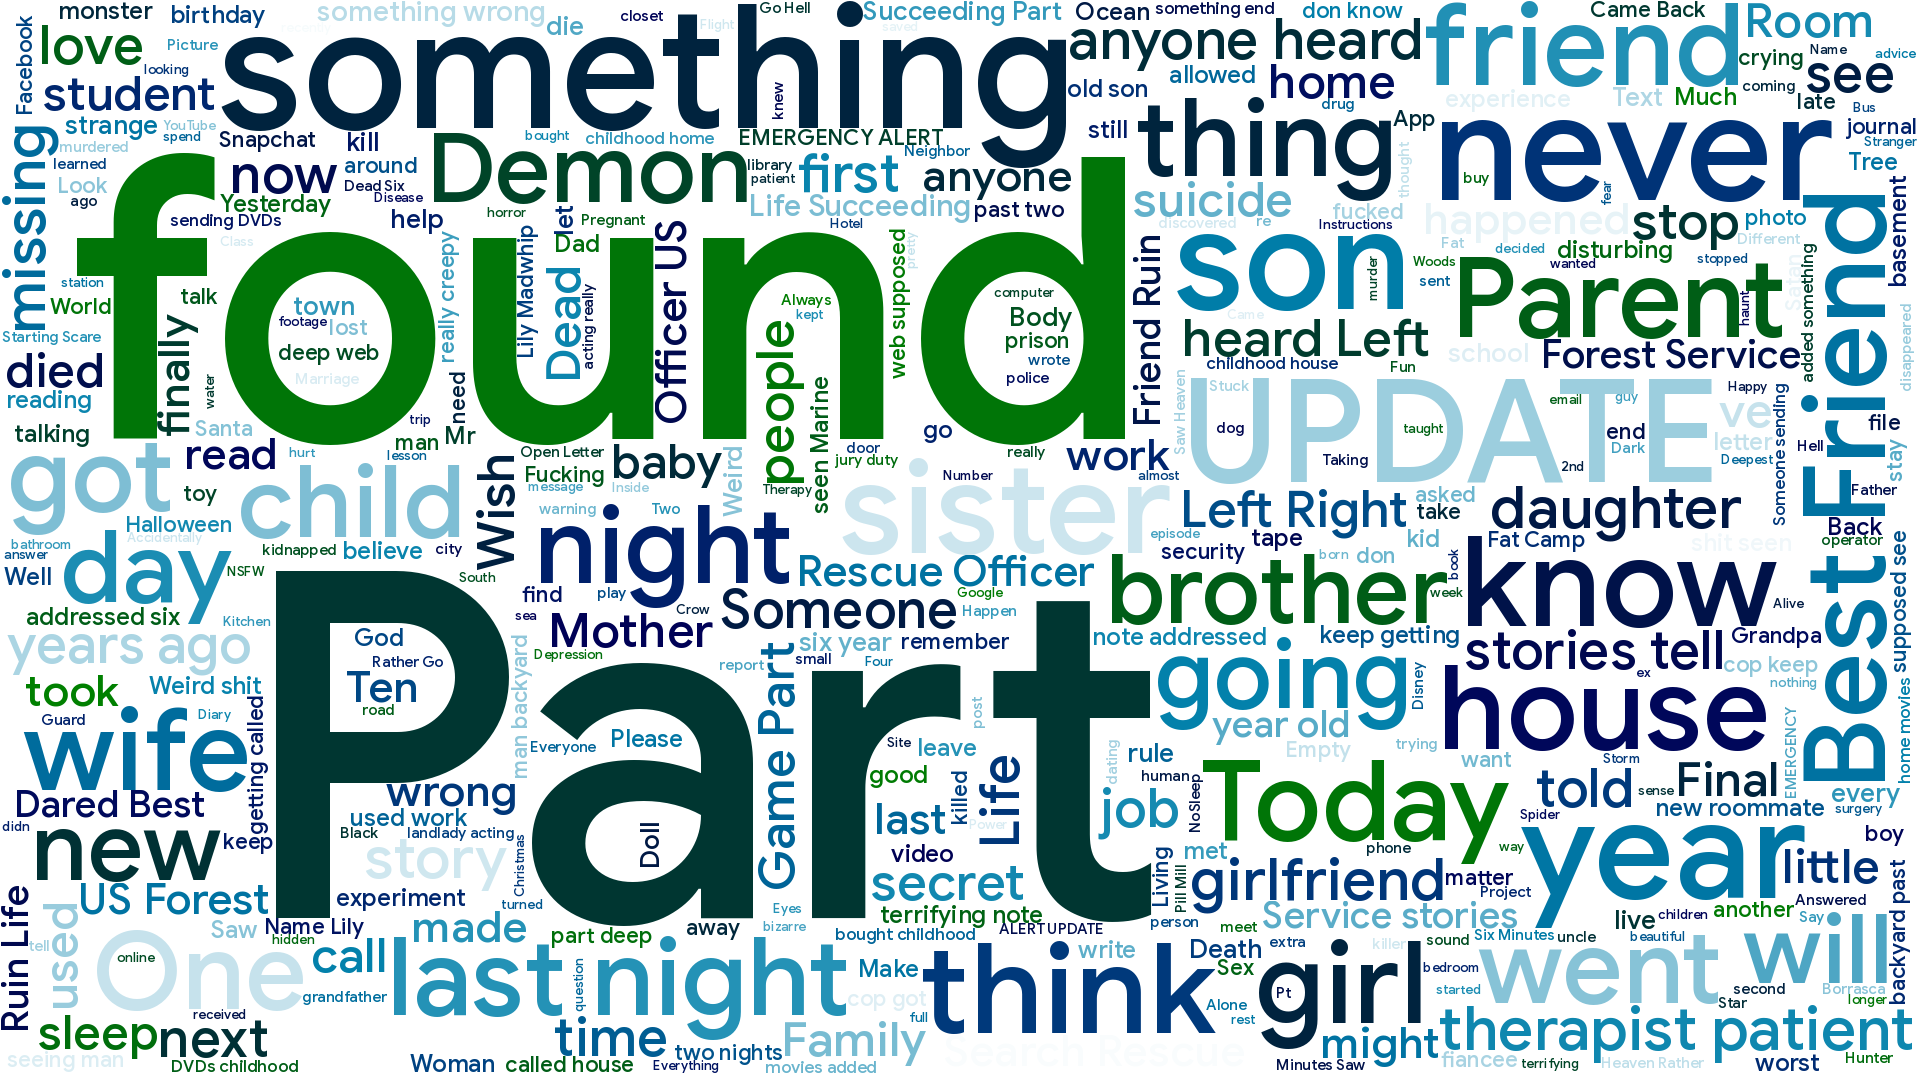 monster
birthday
something wrong
die
closet
Go Hell
Succeeding Part
Ocean
something end
don know
Came Back
Room
Facebook
love
Picture
looking
something
Flight
saved
anyone heard
friend
crying
Name
advice
see
student
knew
old son
allowed
home
experience
Text
Much
coming
late
Bus
strange
YouTube
spend
Snapchat
kill
bought
childhood home
EMERGENCY ALERT
still
thing
drug
App
never
journal
Stranger
murdered
learned
missing
now
around
Demon
library
patient
first
Neighbor
anyone
thought
Tree
Look
ago
Yesterday
Dead Six
Disease
Life Succeeding
past two
suicide
buy
fear
sending DVDs
help
horror
Lily Madwhip
let
Pregnant
Hotel
discovered
re
fucked
Instructions
happened
stop
photo
basement
Class
found
Dad
Officer US
web supposed
pretty
Friend Ruin
son
Fat
decided
disturbing
Different
station
World
talk
really creepy
Dead
acting really
town
footage
lost
deep web
Marriage
Always
kept
computer
Body
prison
wrote
police
murder
sent
Woods
wanted
stopped
Parent
haunt
Satan
added something
Friend
Starting Scare
died
finally
water
people
seen Marine
Came
heard Left
childhood house
school
Forest Service
disappeared
reading
trip
need
Saw Heaven
Stuck
Fun
UPDATE
email
guy
Happy
ve
Someone sending
talking
Santa
man
Mr
go
dog
taught
end
letter
file
got
read
hurt
lesson
Open Letter
baby
Weird
door
jury duty
really
work
Taking
2nd
Dark
Deepest
Hell
stay
toy
child
Wish
Fucking
message
Inside
Therapy
sister
Number
almost
Left Right
asked
take
daughter
Father
Halloween
Accidentally
warning
Two
night
episode
security
tape
kid
Fat Camp
shit seen
Back
operator
bathroom
answer
Well
day
NSFW
kidnapped
believe
city
South
find
play
Rescue Officer
Google
brother
born
don
book
week
know
Alive
Best
home movies supposed see
addressed six
Kitchen
sea
Crow
Someone
Happen
years ago
God
Rather Go
Ten
road
Part
man backyard
Mother
Depression
report
Game Part
six year
small
Four
remember
note addressed
keep getting
stories tell
Grandpa
cop keep
nothing
took
Weird shit
Guard
Diary
keep getting called
going
Disney
ex
house
wife
Everyone
Please
Site
leave
post
year old
Empty
trying
EMERGENCY
dating
rule
want
Storm
Dared Best
wrong
good
killed
Life
human
NoSleep
Today
told
sense
Final
every
surgery
new roommate
didn
new
keep
used work
Black
landlady acting
Doll
last
Power
job
Spider
year
boy
story
video
met
phone
way
Christmas
secret
Living
Pill Mill
girlfriend
matter
Project
little
US Forest
experiment
turned
Eyes
terrifying note
Answered
backyard past
Ruin Life
used
Saw
Name Lily
hidden
made
part deep
away
bizarre
bought childhood
ALERT UPDATE
person
meet
Service stories
live
children
another
Say
tell
One
online
call
grandfather
last night
question
Make
write
Death
extra
killer
sound
Six Minutes
uncle
beautiful
will
think
Sex
girl
bedroom
went
second
Borrasca
received
cop got
full
Alone
rest
Pt
started
Star
longer
sleep
next
time
Family
might
therapist patient
seeing man
DVDs childhood
Woman
called house
two nights
Everything
movies added
Search Rescue
Minutes Saw
fiancee
terrifying
Heaven Rather
worst
Hunter